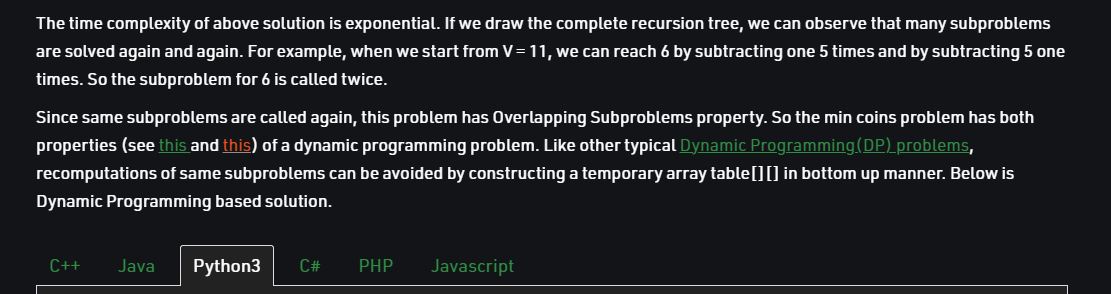 The time complexity of above solution is exponential. If we draw the complete recursion tree, we can observe that many subproblems
are solved again and again. For example, when we start from V = 11, we can reach 6 by subtracting one 5 times and by subtracting 5 one
times. So the subproblem for 6 is called twice.
Since same subproblems are called again, this problem has Overlapping Subproblems property. So the min coins problem has both
properties (see this and this) of a dynamic programming problem. Like other typical Dynamic Programming(DP) problems,
recomputations of same subproblems can be avoided by constructing a temporary array table[][] in bottom up manner. Below is
Dynamic Programming based solution.
C++ Java Python3 C# PHP Javascript